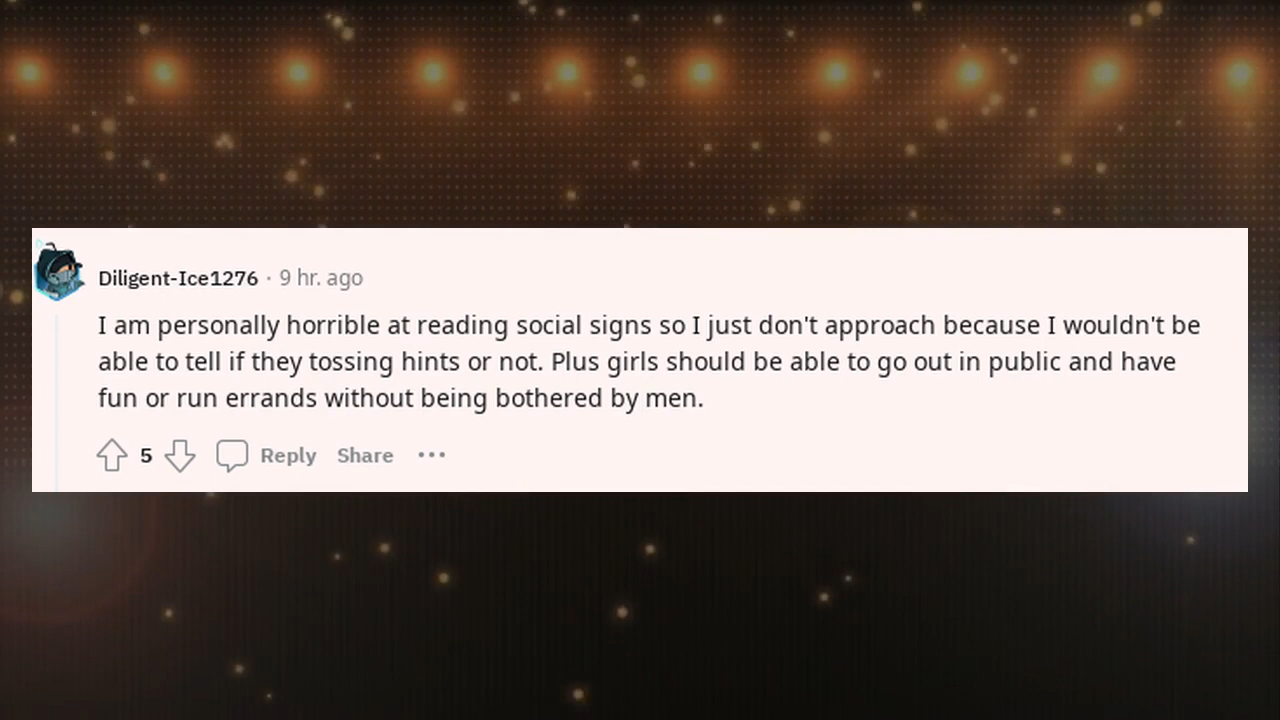 Diligent-Ice1276 · 9 hr. ago
I am personally horrible at reading social signs so I just don't approach because I wouldn't be
able to tell if they tossing hints or not. Plus girls should be able to go out in public and have
fun or run errands without being bothered by men.
5 Reply Share ···